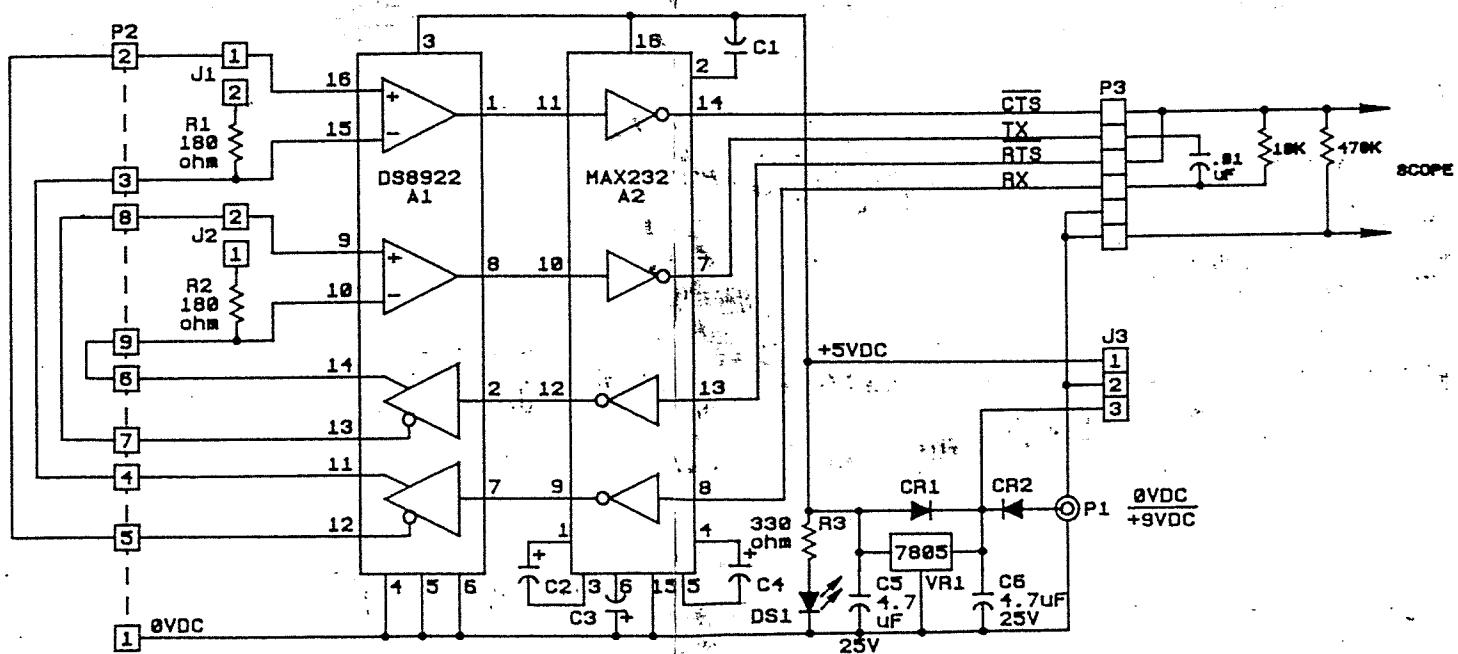 P2
2
1
J1
2
R1
180
ohm
3
8
2
J2
1
R2
180
ohm
9
6
7
4
5
1
0VDC
3
16
15
9
10
14
13
11
12
DS8922
A1
1
8
2
7
4
5
6
16
2
C1
11
10
12
9
MAX232
A2
14
7
13
8
1
3
6
15
5
4
+
C2
C3
+
+
C4
CTS
TX
RTS
RX
P3
.01
uF
10K
470K
SCOPE
+5VDC
J3
1
2
3
CR1
CR2
P1
0VDC
+9VDC
330
ohm
R3
DS1
7805
VR1
C5
4.7
uF
25V
C6
4.7uF
25V
+
−
+
−